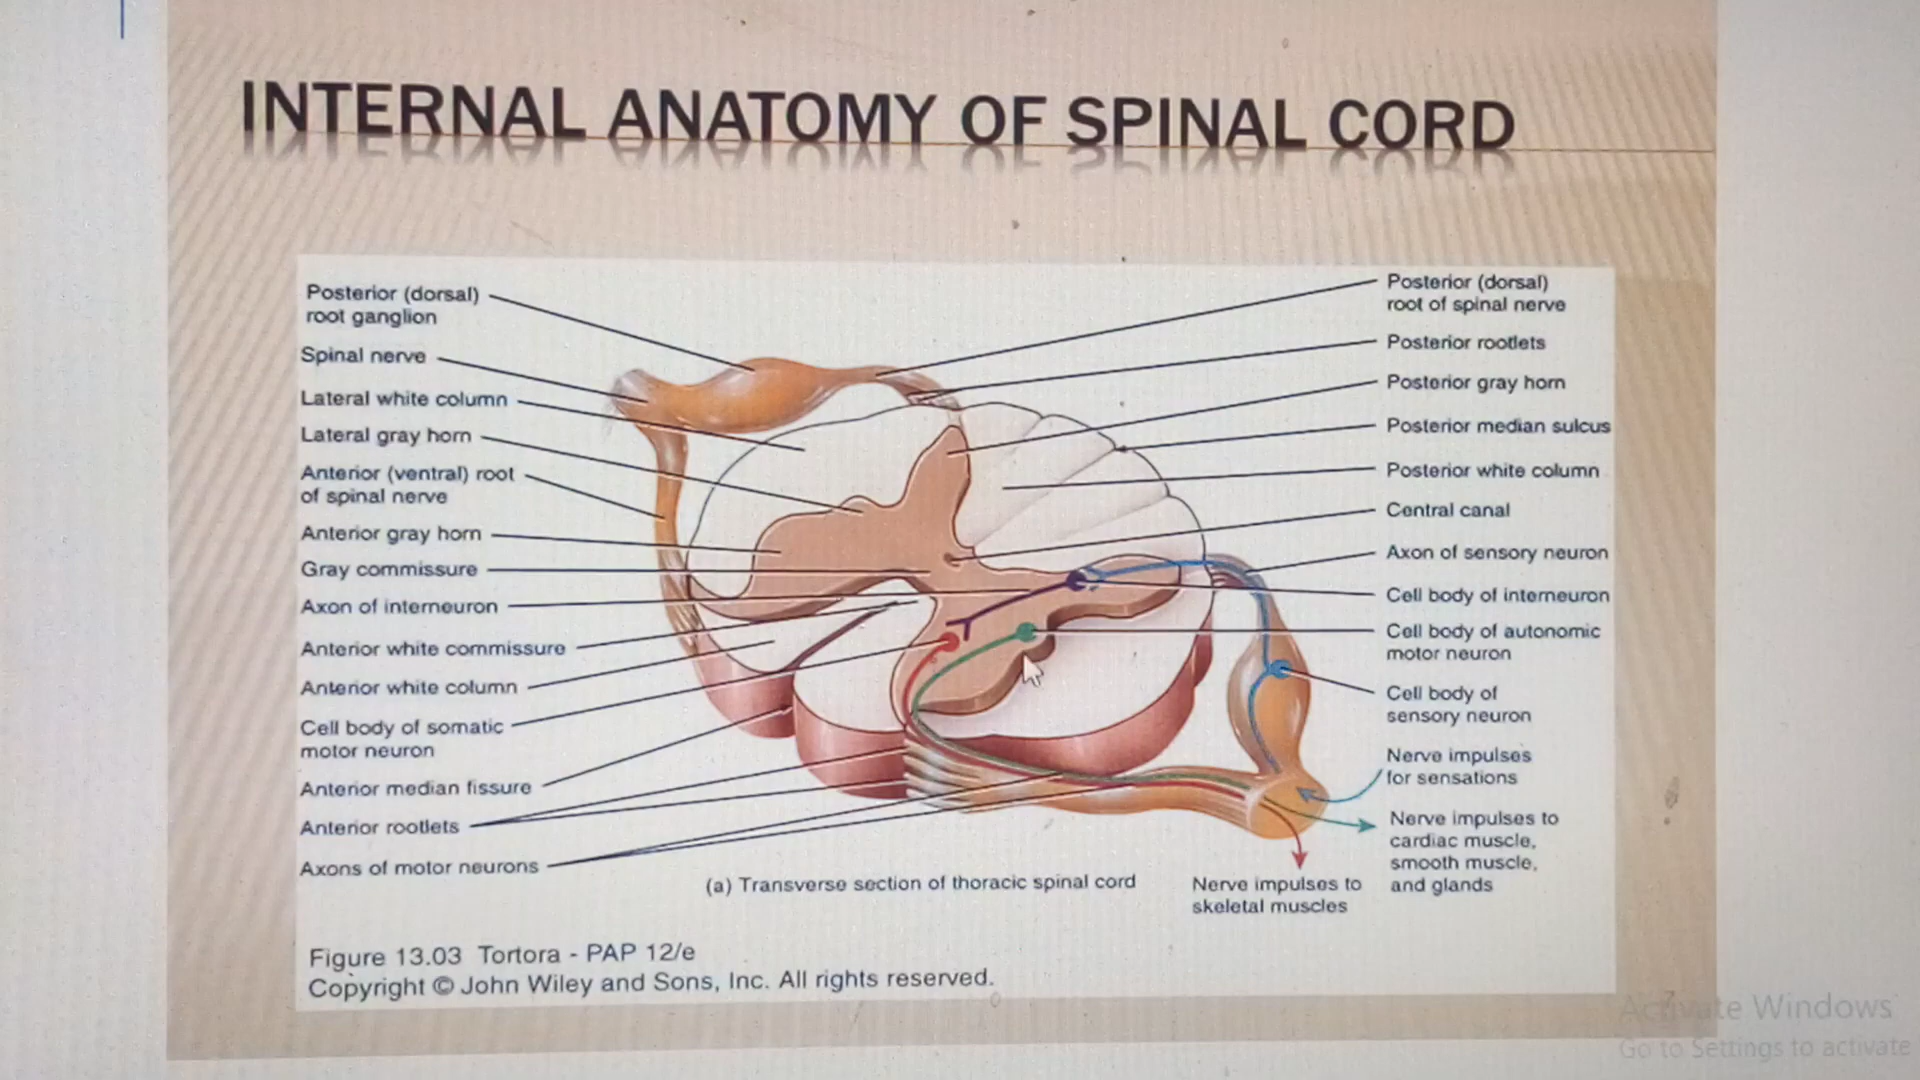 INTERNAL ANATOMY OF SPINAL CORD
Posterior (dorsal)
root ganglion
Spinal nerve
Lateral white column
Lateral gray horn
Anterior (ventral) root
of spinal nerve
Anterior gray horn
Gray commissure
Axon of interneuron
Anterior white commissure
Anterior white column
Cell body of somatic
motor neuron
Anterior median fissure
Anterior rootlets
Axons of motor neurons
Posterior (dorsal)
root of spinal nerve
Posterior rootlets
Posterior gray horn
Posterior median sulcus
Posterior white column
Central canal
Axon of sensory neuron
Cell body of interneuron
Cell body of autonomic
motor neuron
Cell body of
sensory neuron
Nerve impulses
for sensations
Nerve impulses to
cardiac muscle,
smooth muscle,
and glands
Nerve impulses to
skeletal muscles
(a) Transverse section of thoracic spinal cord
Figure 13.03 Tortora - PAP 12/e
Copyright © John Wiley and Sons, Inc. All rights reserved.
Activate Windows
Go to Settings to activate